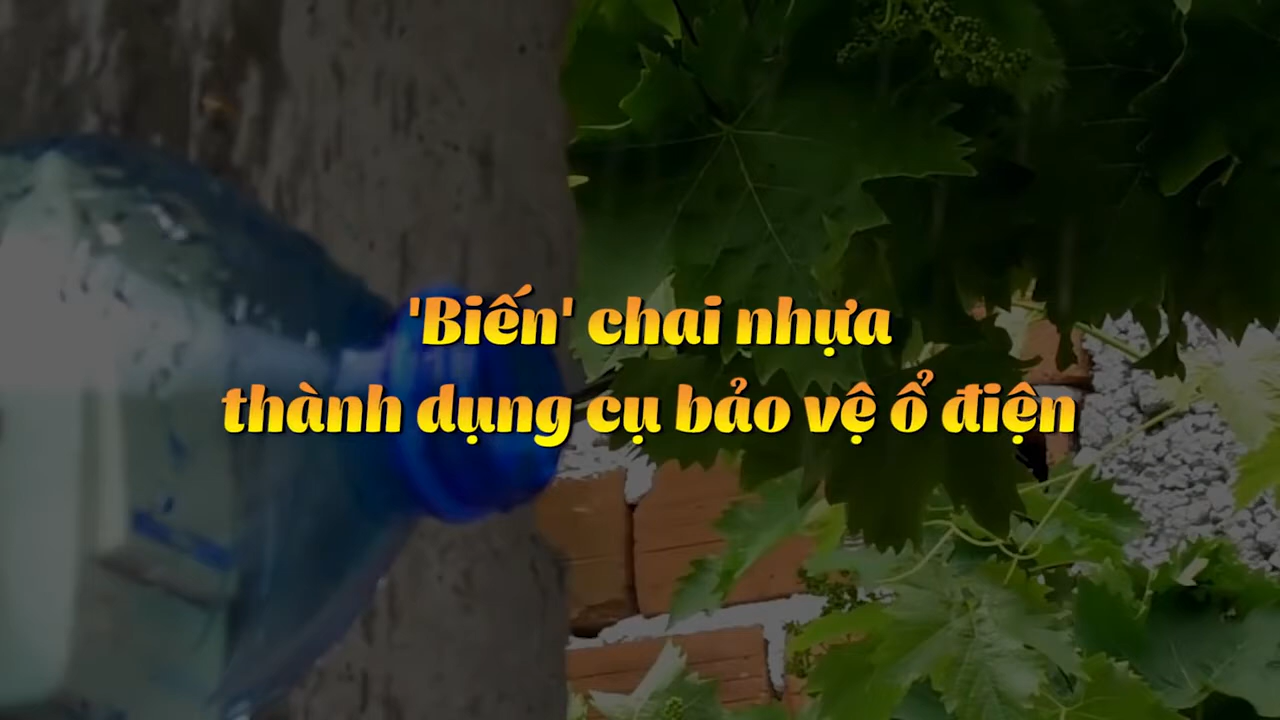 'Biến' chai nhựa
thành dụng cụ bảo vệ ổ điện